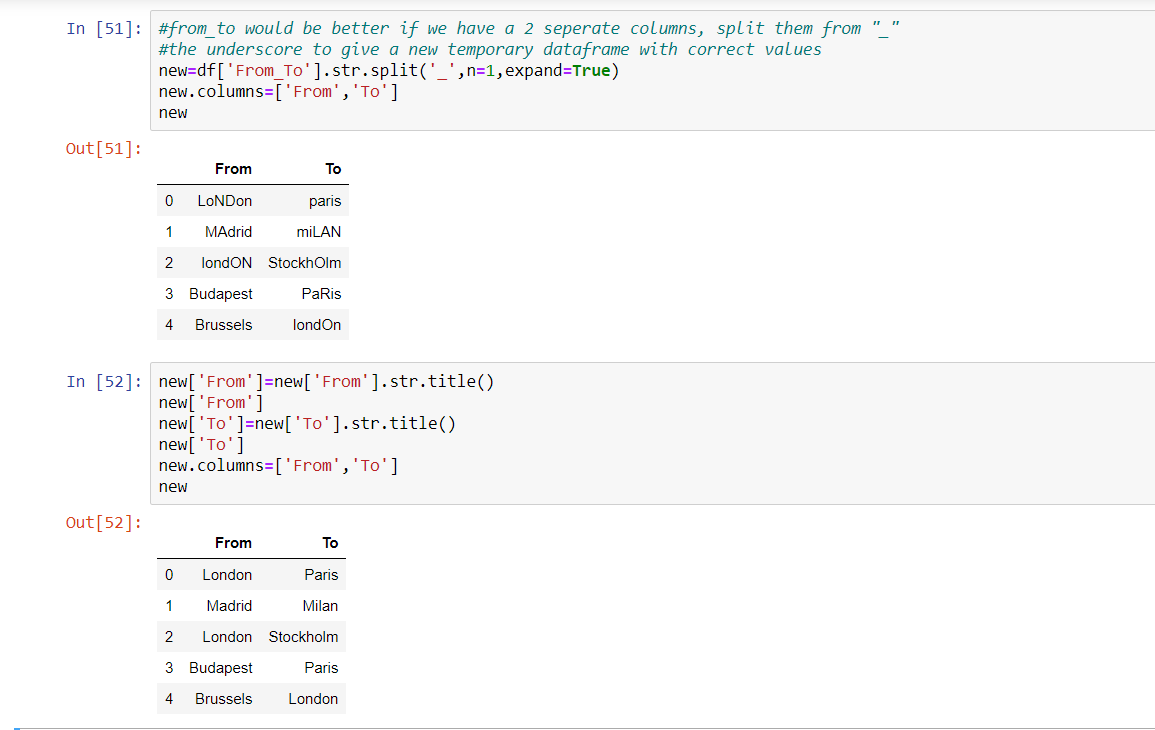 In [51]: #from_to would be better if we have a 2 seperate columns, split them from "_"
#the underscore to give a new temporary dataframe with correct values
new=df['From_To'].str.split('_',n=1,expand=True)
new.columns=['From','To']
new
Out[51]:
From To
0 LoNDon paris
1 MAdrid miLAN
2 londON StockhOlm
3 Budapest PaRis
4 Brussels londOn
In [52]: new['From']=new['From'].str.title()
new['From']
new['To']=new['To'].str.title()
new['To']
new.columns=['From','To']
new
Out[52]:
From To
0 London Paris
1 Madrid Milan
2 London Stockholm
3 Budapest Paris
4 Brussels London